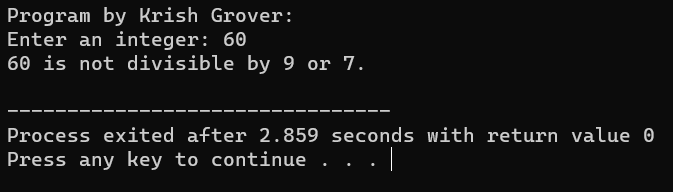 Program by Krish Grover:
Enter an integer: 60
60 is not divisible by 9 or 7.
--------------------------------
Process exited after 2.859 seconds with return value 0
Press any key to continue . . .